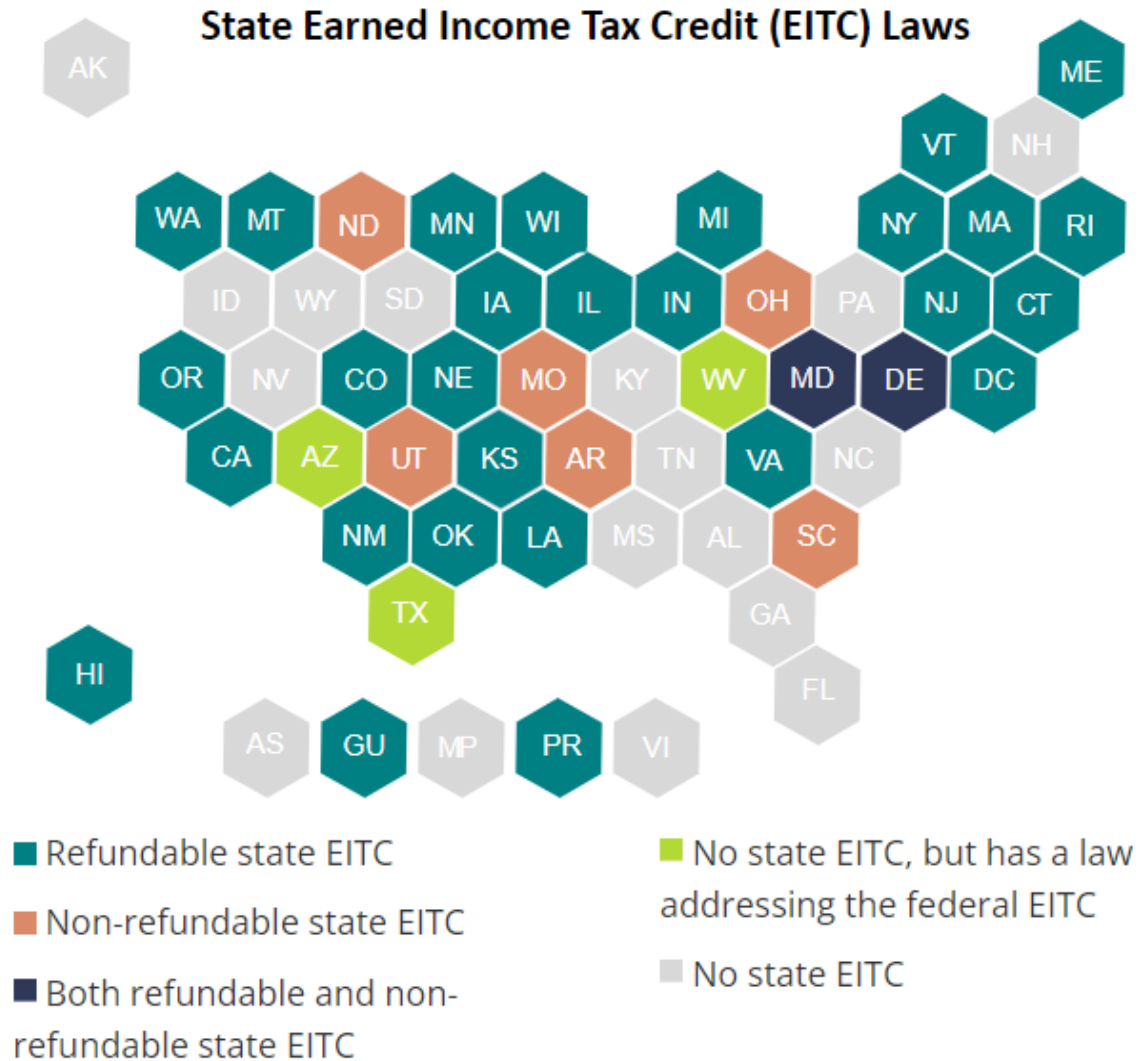 State Earned Income Tax Credit (EITC) Laws
AK
ME
VT NH
WA MT ND MN WI MI NY MA RI
ID WY SD IA IL IN OH PA NJ CT
OR NV CO NE MO KY WV MD DE DC
CA AZ UT KS AR TN VA NC
NM OK LA MS AL SC
TX GA
HI FL
AS GU MP PR VI
Refundable state EITC
Non-refundable state EITC
Both refundable and non-
refundable state EITC
No state EITC, but has a law
addressing the federal EITC
No state EITC